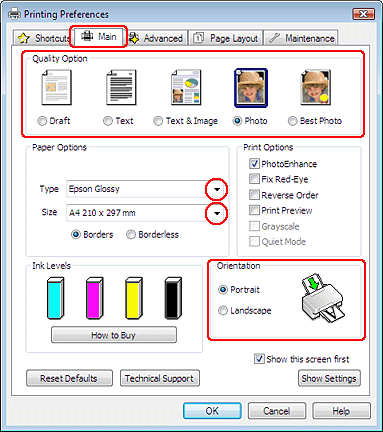 Printing Preferences
Shortcuts Main Advanced Page Layout Maintenance
Quality Option
Draft Text Text & Image Photo Best Photo
Paper Options
Type Epson Glossy
Size A4 210 x 297 mm
Borders Borderless
Print Options
PhotoEnhance
Fix Red-Eye
Reverse Order
Print Preview
Grayscale
Quiet Mode
Ink Levels
How to Buy
Orientation
Portrait
Landscape
Show this screen first
Reset Defaults Technical Support Show Settings
OK Cancel Help